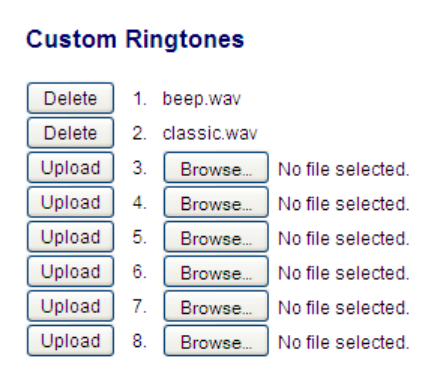 Custom Ringtones
Delete 1. beep.wav
Delete 2. classic.wav
Upload 3. Browse... No file selected.
Upload 4. Browse... No file selected.
Upload 5. Browse... No file selected.
Upload 6. Browse... No file selected.
Upload 7. Browse... No file selected.
Upload 8. Browse... No file selected.